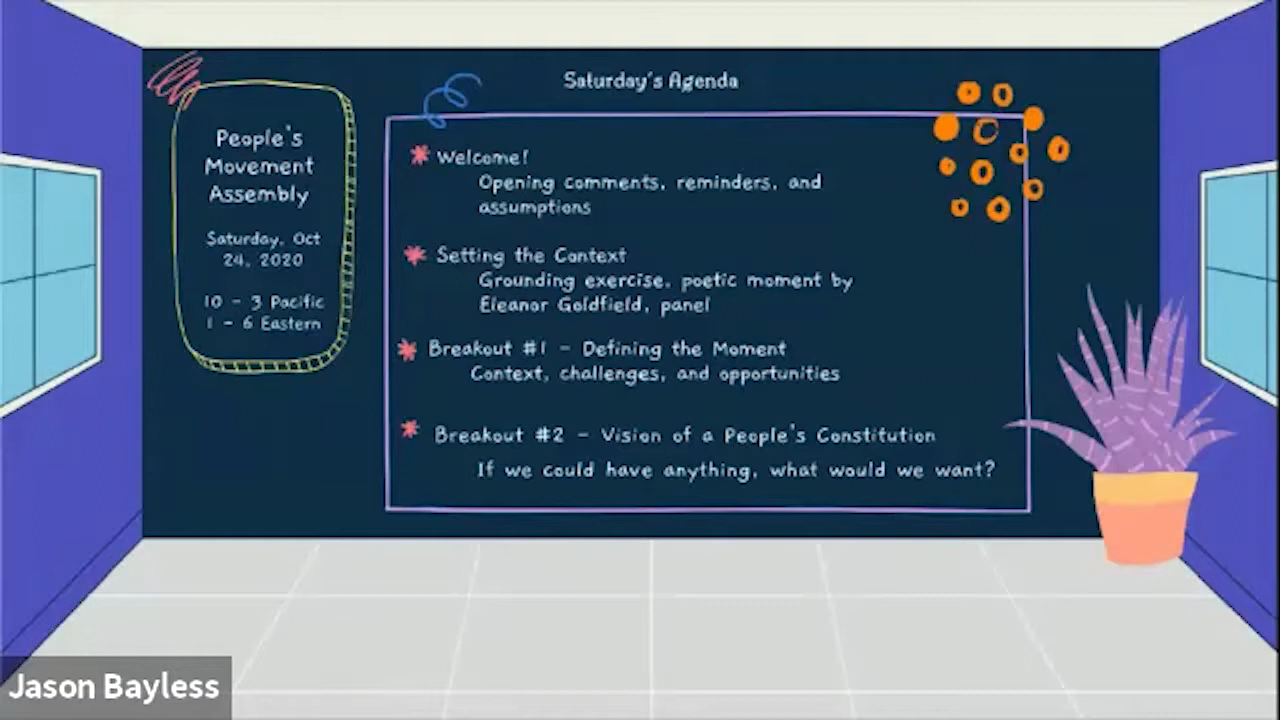 People's
Movement
Assembly
Saturday, Oct
24, 2020
10 - 3 Pacific
1 - 6 Eastern
Saturday's Agenda
Welcome!
Opening comments, reminders, and
assumptions
Setting the Context
Grounding exercise, poetic moment by
Eleanor Goldfield, panel
Breakout #1 - Defining the Moment
Context, challenges, and opportunities
Breakout #2 - Vision of a People's Constitution
If we could have anything, what would we want?
Jason Bayless